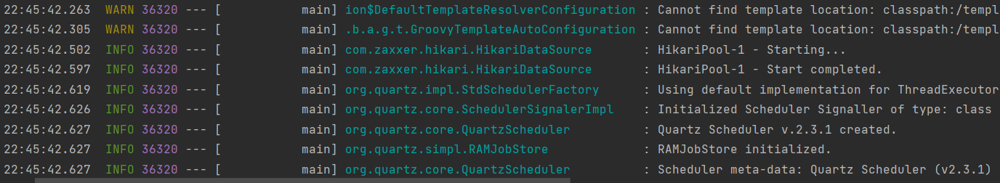 22:45:42.263  WARN 36320 --- [           main] ion$DefaultTemplateResolverConfiguration : Cannot find template location: classpath:/templ
22:45:42.305  WARN 36320 --- [           main] .b.a.g.t.GroovyTemplateAutoConfiguration : Cannot find template location: classpath:/templ
22:45:42.502  INFO 36320 --- [           main] com.zaxxer.hikari.HikariDataSource       : HikariPool-1 - Starting...
22:45:42.597  INFO 36320 --- [           main] com.zaxxer.hikari.HikariDataSource       : HikariPool-1 - Start completed.
22:45:42.619  INFO 36320 --- [           main] org.quartz.impl.StdSchedulerFactory      : Using default implementation for ThreadExecutor
22:45:42.626  INFO 36320 --- [           main] org.quartz.core.SchedulerSignalerImpl    : Initialized Scheduler Signaller of type: class
22:45:42.627  INFO 36320 --- [           main] org.quartz.core.QuartzScheduler          : Quartz Scheduler v.2.3.1 created.
22:45:42.627  INFO 36320 --- [           main] org.quartz.simpl.RAMJobStore             : RAMJobStore initialized.
22:45:42.627  INFO 36320 --- [           main] org.quartz.core.QuartzScheduler          : Scheduler meta-data: Quartz Scheduler (v2.3.1)